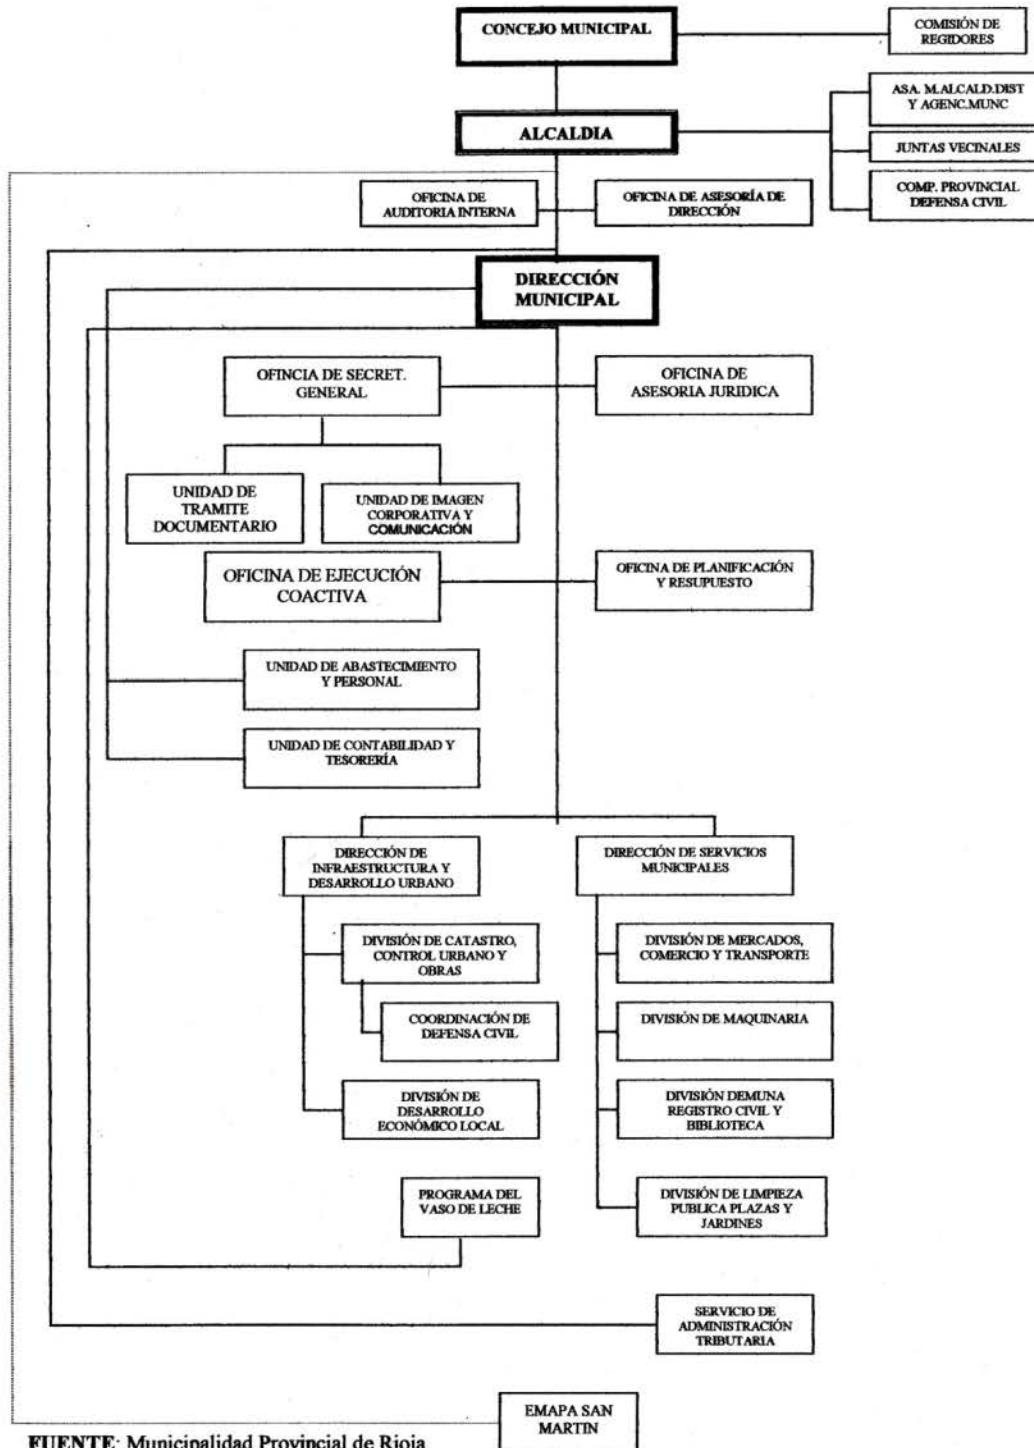 CONCEJO MUNICIPAL
COMISIÓN DE
REGIDORES
ASA. M.ALCALD.DIST
Y AGENC.MUNC
ALCALDIA
JUNTAS VECINALES
COMP. PROVINCIAL
DEFENSA CIVIL
OFICINA DE
AUDITORIA INTERNA
OFICINA DE ASESORÍA DE
DIRECCIÓN
DIRECCIÓN
MUNICIPAL
OFINCIA DE SECRET.
GENERAL
OFICINA DE
ASESORIA JURIDICA
UNIDAD DE
TRAMITE
DOCUMENTARIO
UNIDAD DE IMAGEN
CORPORATIVA Y
COMUNICACIÓN
OFICINA DE EJECUCIÓN
COACTIVA
OFICINA DE PLANIFICACIÓN
Y RESUPUESTO
UNIDAD DE ABASTECIMIENTO
Y PERSONAL
UNIDAD DE CONTABILIDAD Y
TESORERÍA
DIRECCIÓN DE
INFRAESTRUCTURA Y
DESARROLLO URBANO
DIRECCIÓN DE SERVICIOS
MUNICIPALES
DIVISIÓN DE CATASTRO,
CONTROL URBANO Y
OBRAS
DIVISIÓN DE MERCADOS,
COMERCIO Y TRANSPORTE
COORDINACIÓN DE
DEFENSA CIVIL
DIVISIÓN DE MAQUINARIA
DIVISIÓN DE
DESARROLLO
ECONÓMICO LOCAL
DIVISIÓN DEMUNA
REGISTRO CIVIL Y
BIBLIOTECA
PROGRAMA DEL
VASO DE LECHE
DIVISIÓN DE LIMPIEZA
PUBLICA PLAZAS Y
JARDINES
SERVICIO DE
ADMINISTRACIÓN
TRIBUTARIA
EMAPA SAN
MARTIN
FUENTE: Municipalidad Provincial de Rioja